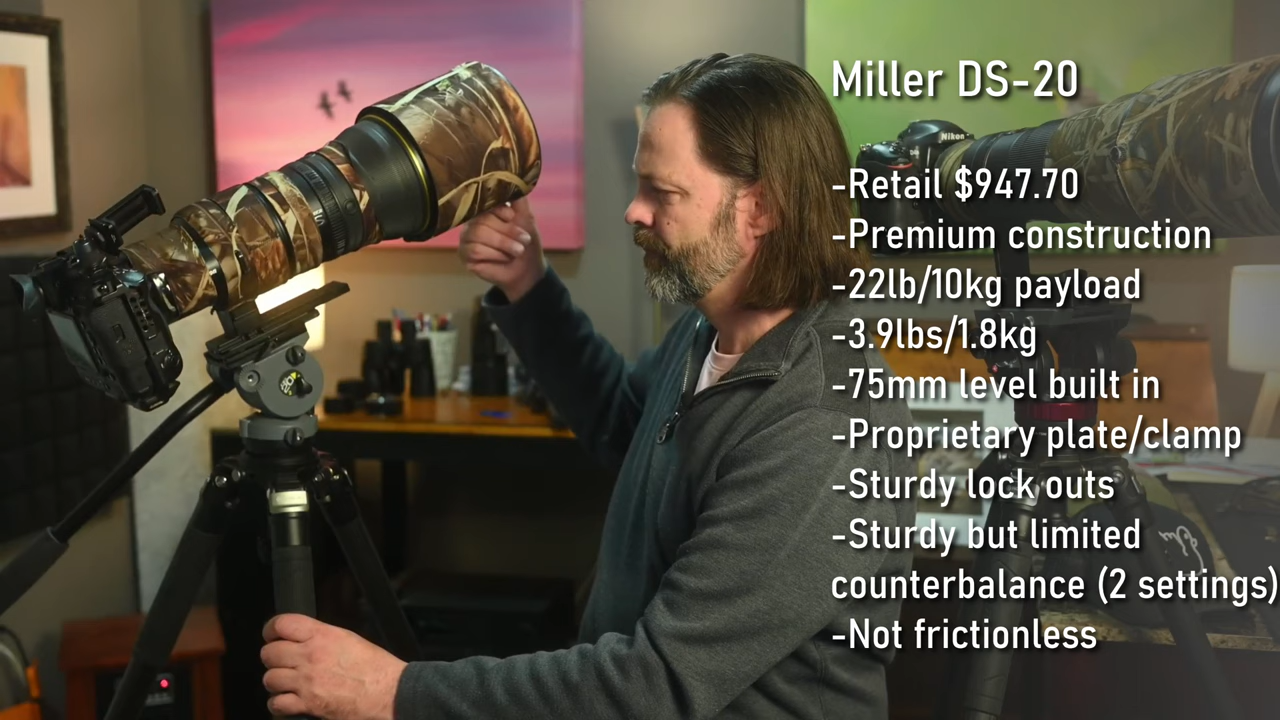 Miller DS-20
Nikon
-Retail $947.70
-Premium construction
-22lb/10kg payload
-3.9lbs/1.8kg
-75mm level built in
-Proprietary plate/clamp
-Sturdy lock outs
-Sturdy but limited
counterbalance (2 settings)
-Not frictionless